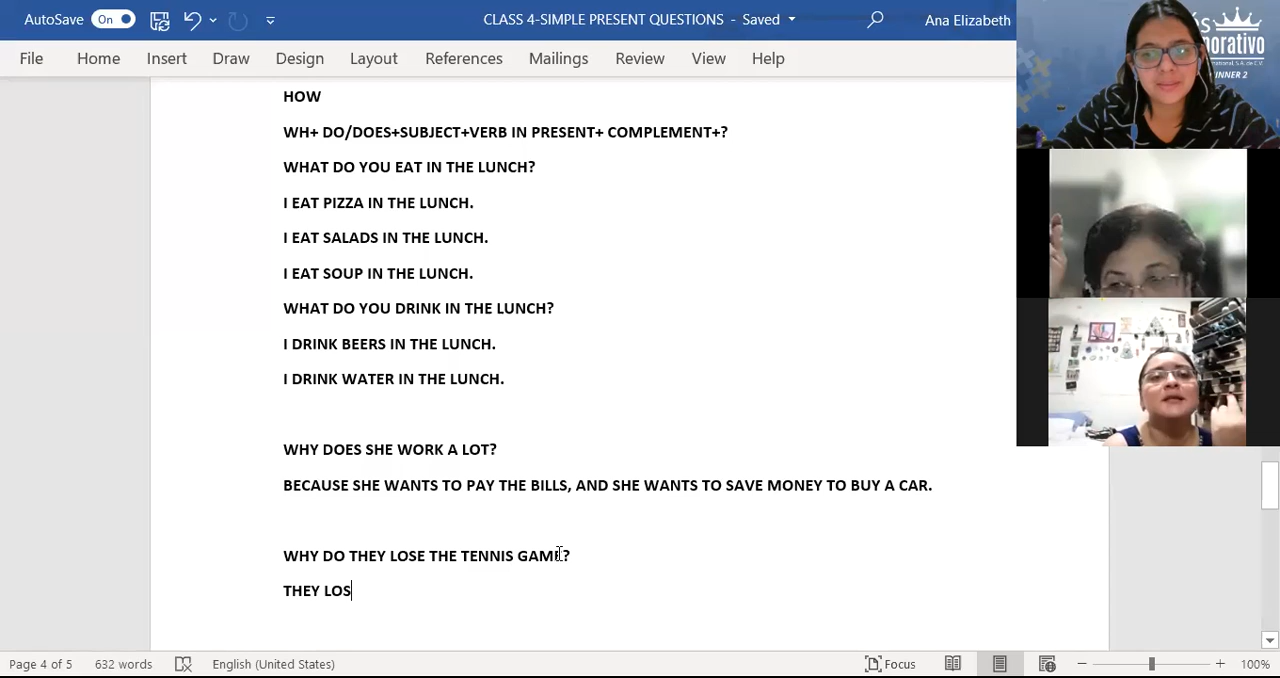 AutoSave On CLASS 4-SIMPLE PRESENT QUESTIONS - Saved Ana Elizabeth
File Home Insert Draw Design Layout References Mailings Review View Help
HOW
WH+ DO/DOES+SUBJECT+VERB IN PRESENT+ COMPLEMENT+?
WHAT DO YOU EAT IN THE LUNCH?
I EAT PIZZA IN THE LUNCH.
I EAT SALADS IN THE LUNCH.
I EAT SOUP IN THE LUNCH.
WHAT DO YOU DRINK IN THE LUNCH?
I DRINK BEERS IN THE LUNCH.
I DRINK WATER IN THE LUNCH.
WHY DOES SHE WORK A LOT?
BECAUSE SHE WANTS TO PAY THE BILLS, AND SHE WANTS TO SAVE MONEY TO BUY A CAR.
WHY DO THEY LOSE THE TENNIS GAME?
THEY LOS
Page 4 of 5 632 words English (United States) Focus 100%